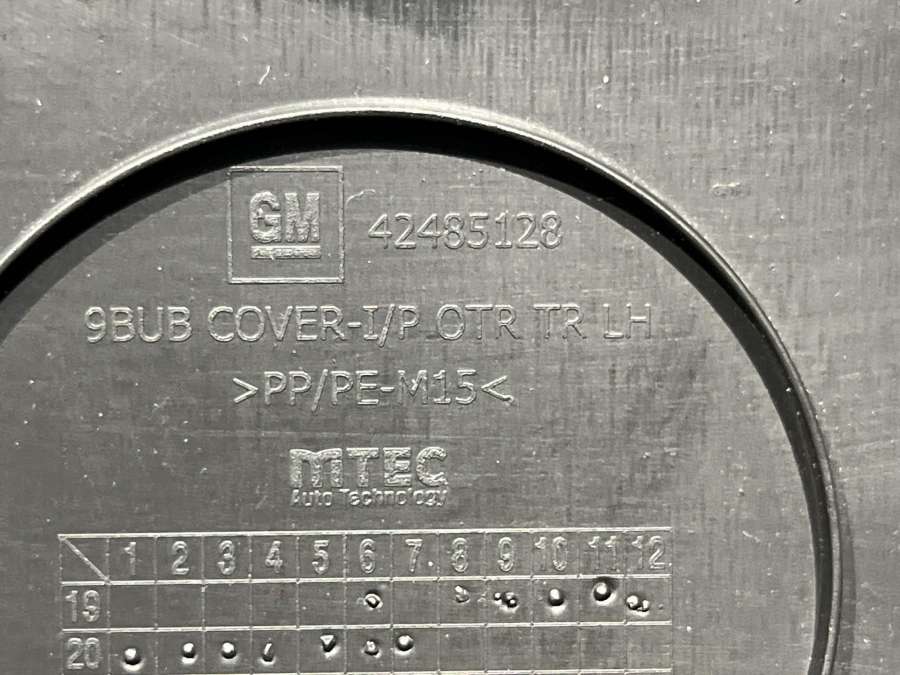 GM
42485128
9BUB COVER-I/P OTR TR LH
>PP/PE-M15<
mTEC
Auto Technology
1 2 3 4 5 6 7 8 9 10 11 12
19
20